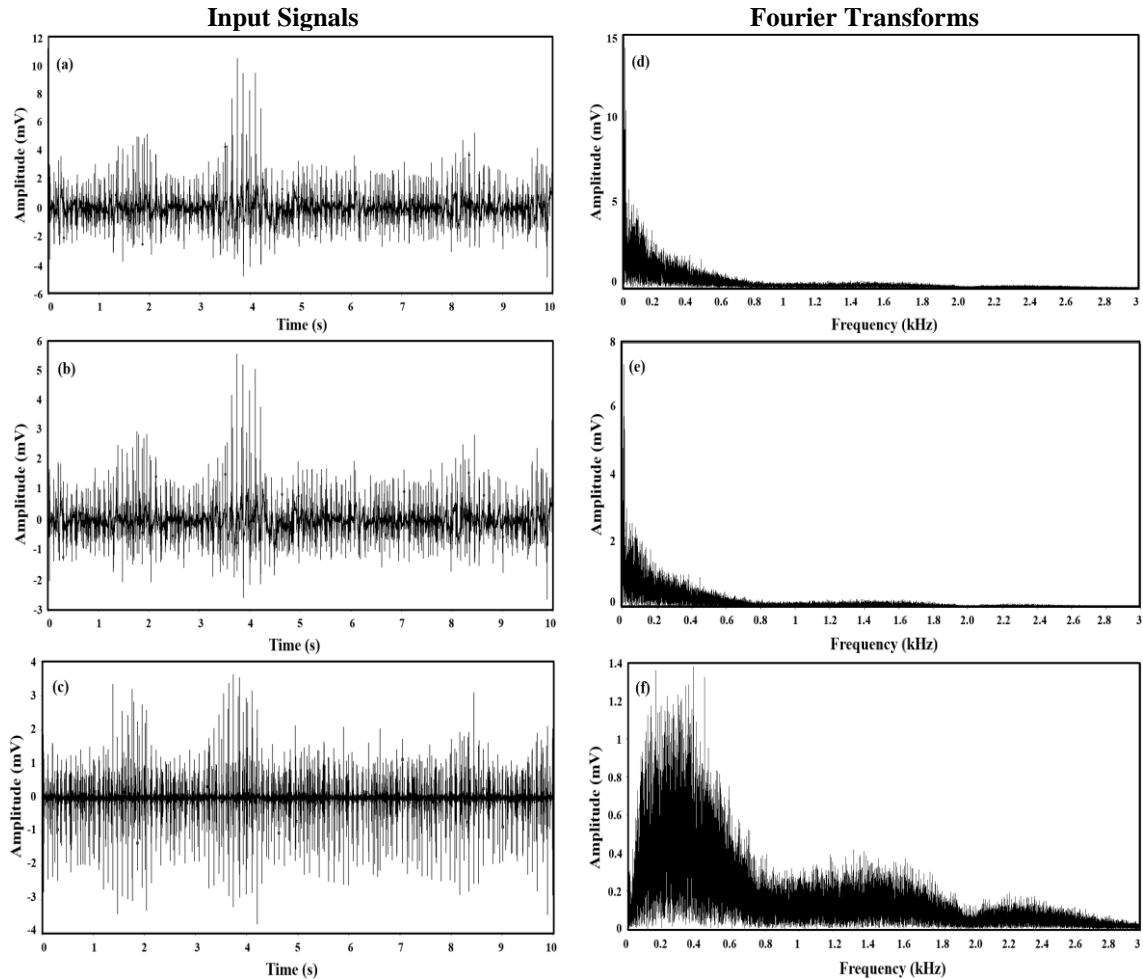 Input Signals
Fourier Transforms
(a)
Amplitude (mV)
12
10
8
6
4
2
0
-2
-4
-6
0 1 2 3 4 5 6 7 8 9 10
Time (s)
(d)
Amplitude (mV)
15
10
5
0
0 0.2 0.4 0.6 0.8 1 1.2 1.4 1.6 1.8 2.0 2.2 2.4 2.6 2.8 3
Frequency (kHz)
(b)
Amplitude (mV)
6
5
4
3
2
1
0
-1
-2
-3
0 1 2 3 4 5 6 7 8 9 10
Time (s)
(e)
Amplitude (mV)
8
6
4
2
0
0 0.2 0.4 0.6 0.8 1 1.2 1.4 1.6 1.8 2.0 2.2 2.4 2.6 2.8 3
Frequency (kHz)
(c)
Amplitude (mV)
4
3
2
1
0
-1
-2
-3
-4
0 1 2 3 4 5 6 7 8 9 10
Time (s)
(f)
Amplitude (mV)
1.4
1.2
1
0.8
0.6
0.4
0.2
0
0 0.2 0.4 0.6 0.8 1 1.2 1.4 1.6 1.8 2.0 2.2 2.4 2.6 2.8 3
Frequency (kHz)